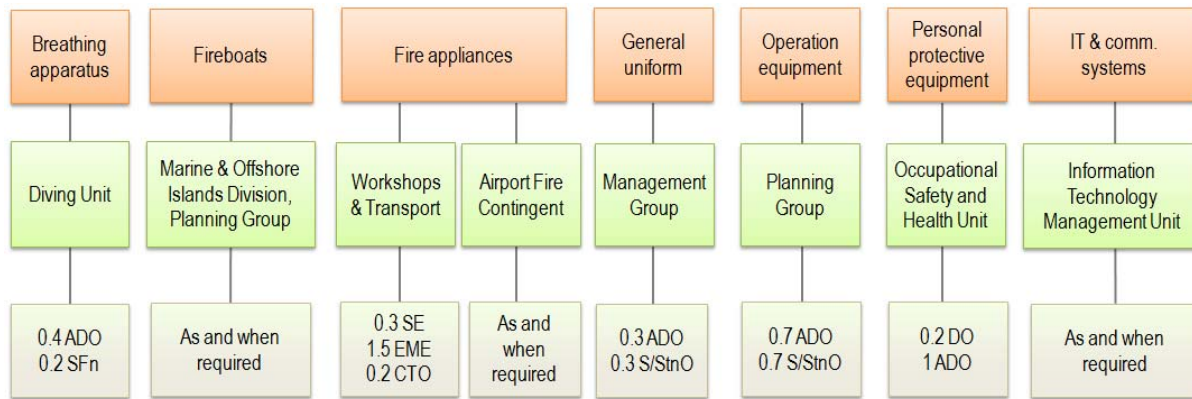 Breathing
apparatus
Fireboats
Fire appliances
General
uniform
Operation
equipment
Personal
protective
equipment
IT & comm.
systems
Diving Unit
Marine & Offshore
Islands Division,
Planning Group
Workshops
& Transport
Airport Fire
Contingent
Management
Group
Planning
Group
Occupational
Safety and
Health Unit
Information
Technology
Management Unit
0.4 ADO
0.2 SFn
As and when
required
0.3 SE
1.5 EME
0.2 CTO
As and
when
required
0.3 ADO
0.3 S/StnO
0.7 ADO
0.7 S/StnO
0.2 DO
1 ADO
As and when
required